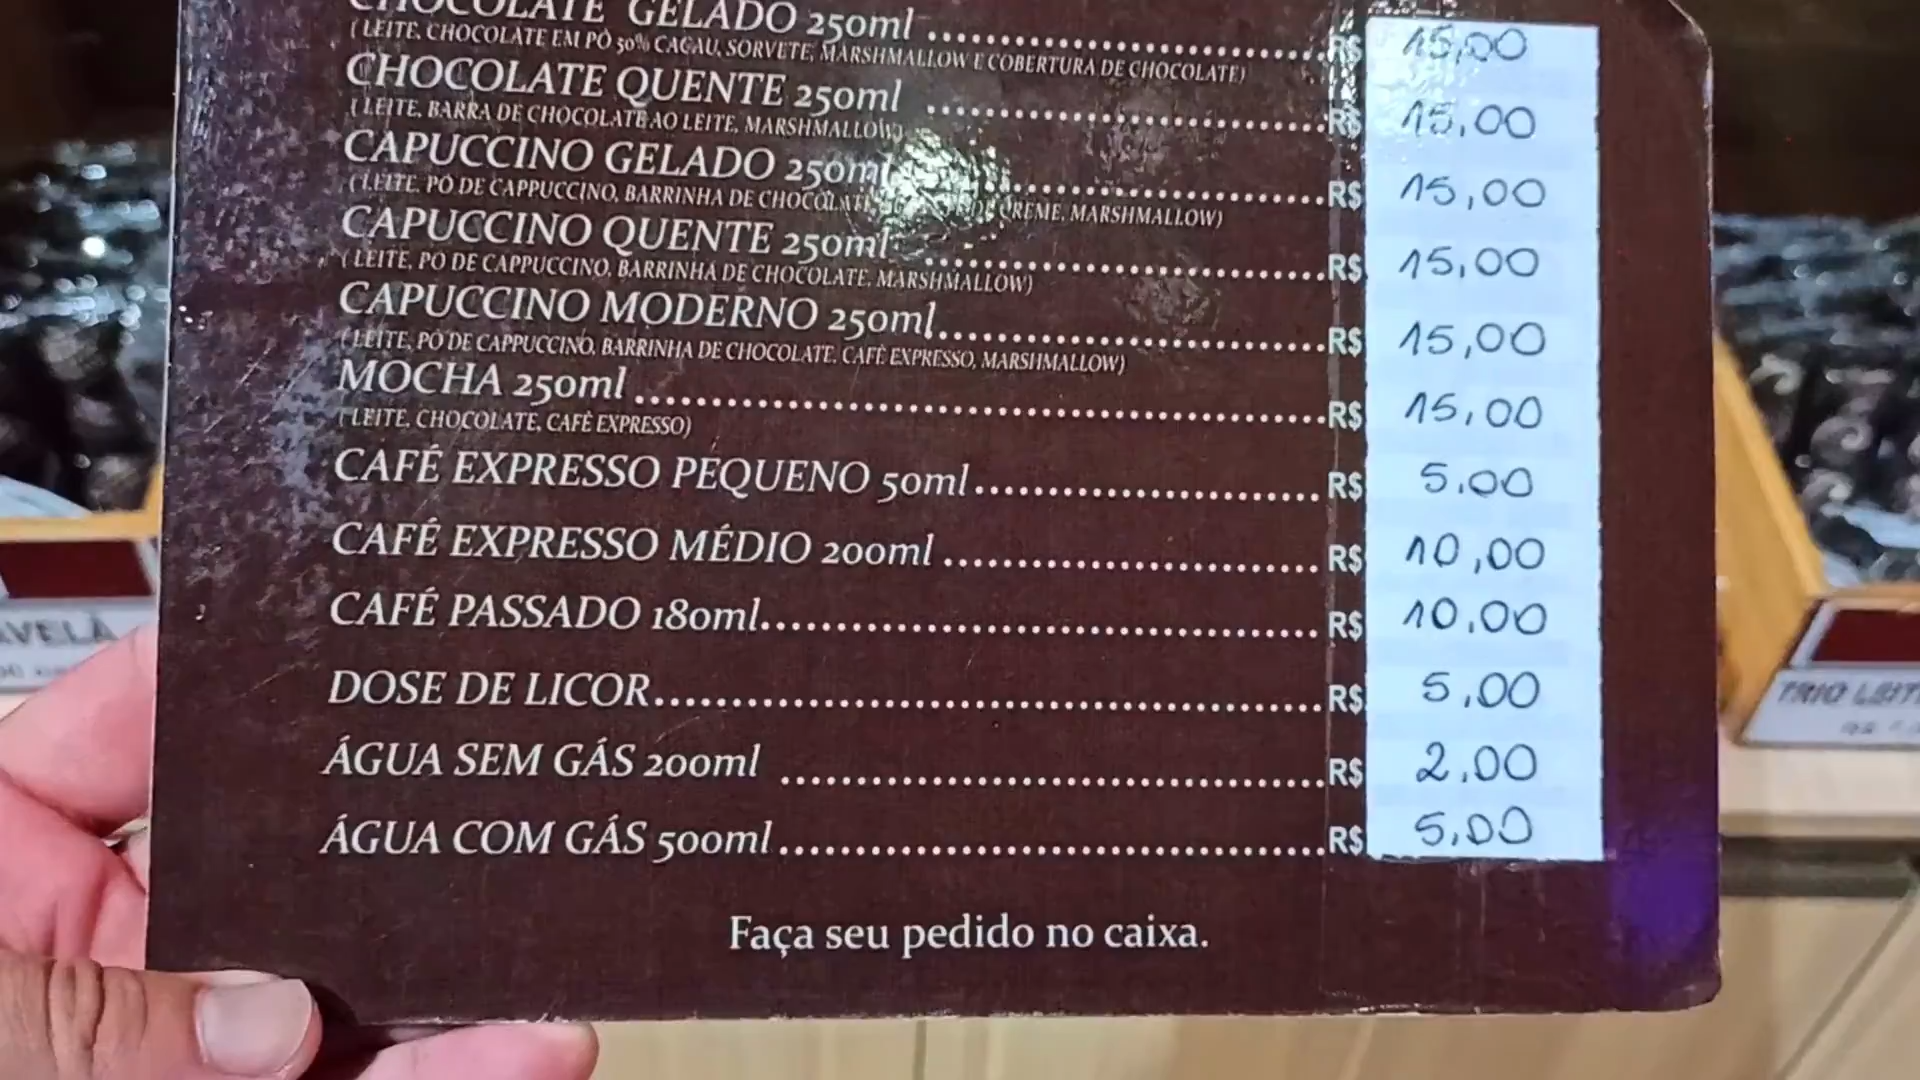 CHOCOLATE GELADO 250ml ........ R$ 15,00
( LEITE, CHOCOLATE EM PÓ 50% CACAU, SORVETE, MARSHMALLOW E COBERTURA DE CHOCOLATE)
CHOCOLATE QUENTE 250ml ........ R$ 15,00
( LEITE, BARRA DE CHOCOLATE AO LEITE, MARSHMALLOW)
CAPUCCINO GELADO 250ml ........ R$ 15,00
( LEITE, PÓ DE CAPPUCCINO, BARRINHA DE CHOCOLATE, DE CREME, MARSHMALLOW)
CAPUCCINO QUENTE 250ml ........ R$ 15,00
( LEITE, PÓ DE CAPPUCCINO, BARRINHA DE CHOCOLATE, MARSHMALLOW)
CAPUCCINO MODERNO 250ml ........ R$ 15,00
( LEITE, PÓ DE CAPPUCCINO, BARRINHA DE CHOCOLATE, CAFÉ EXPRESSO, MARSHMALLOW)
MOCHA 250ml ........ R$ 15,00
( LEITE, CHOCOLATE, CAFÉ EXPRESSO)
CAFÉ EXPRESSO PEQUENO 50ml ........ R$ 5.00
CAFÉ EXPRESSO MÉDIO 200ml ........ R$ 10,00
CAFÉ PASSADO 180ml ........ R$ 10,00
DOSE DE LICOR ........ R$ 5,00
ÁGUA SEM GÁS 200ml ........ R$ 2,00
ÁGUA COM GÁS 500ml ........ R$ 5,00
Faça seu pedido no caixa.
AVELÃ
TRIO LEIT